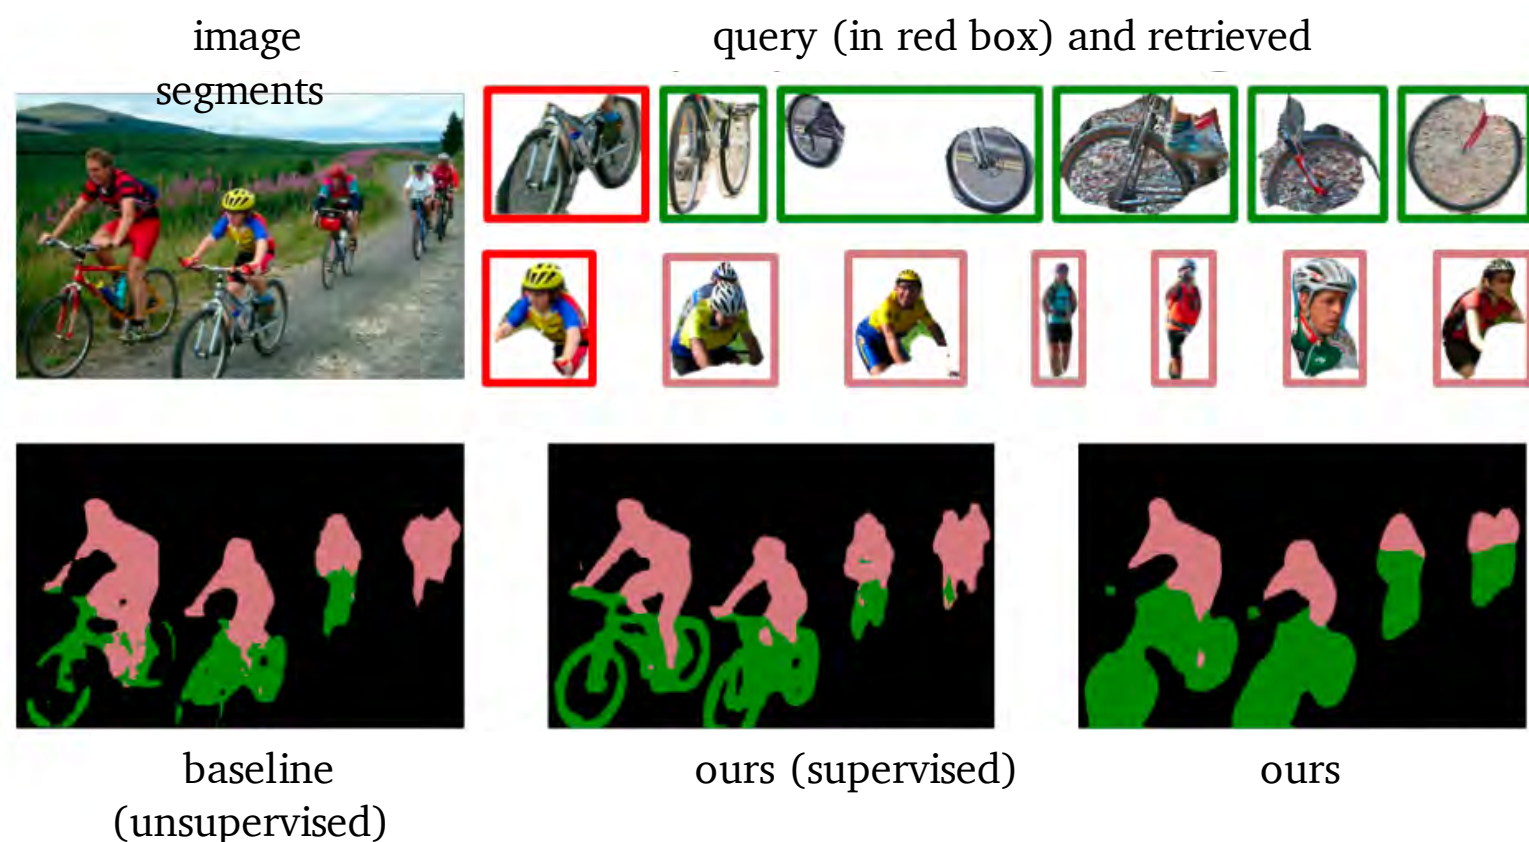 image
query (in red box) and retrieved
segments
baseline
(unsupervised)
ours (supervised)
ours